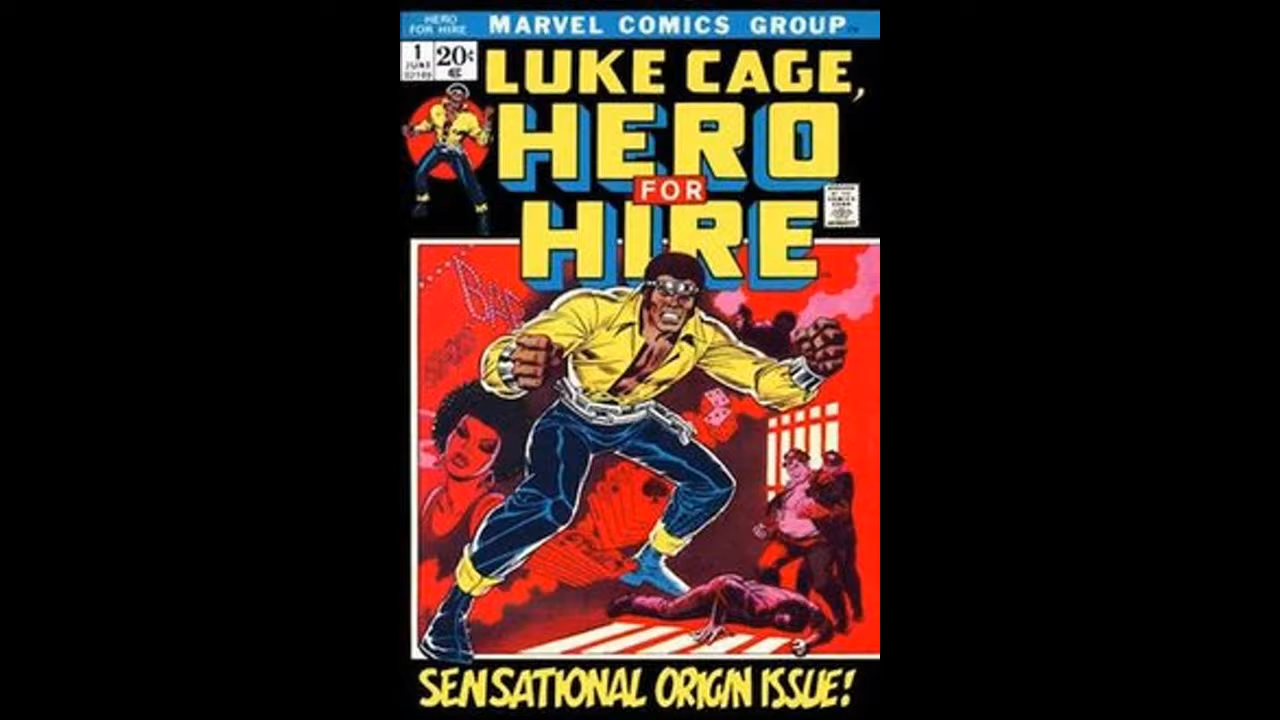 HERO
FOR HIRE
MARVEL COMICS GROUP
1
JUNE
20¢
LUKE CAGE,
HERO
FOR
HIRE
SENSATIONAL ORIGIN ISSUE!